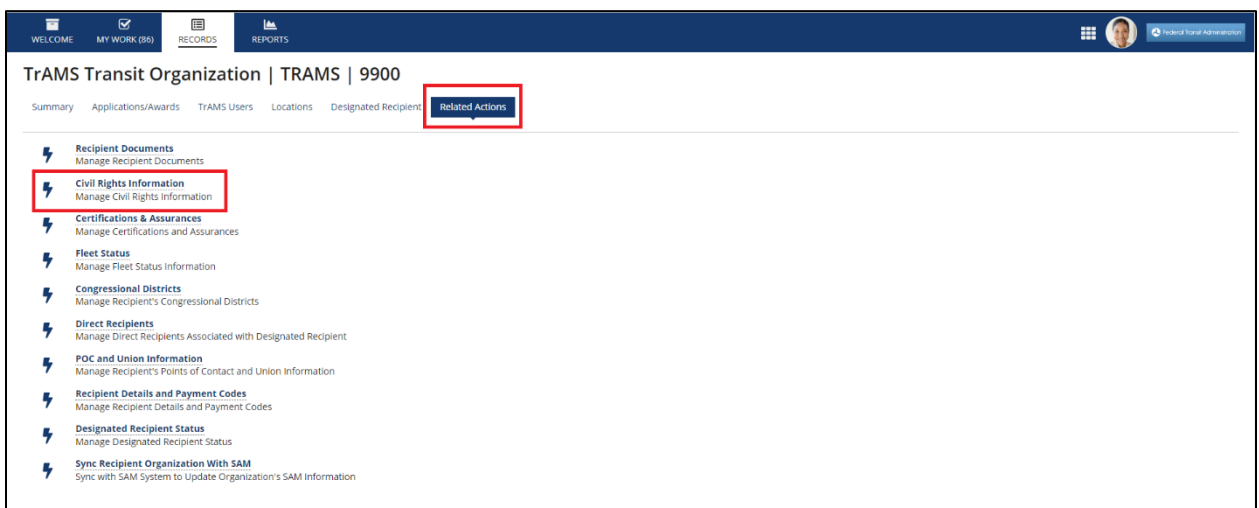 WELCOME MY WORK (86) RECORDS REPORTS Federal Transit Administration
TrAMS Transit Organization | TRAMS | 9900
Summary Applications/Awards TrAMS Users Locations Designated Recipient Related Actions
Recipient Documents
Manage Recipient Documents
Civil Rights Information
Manage Civil Rights Information
Certifications & Assurances
Manage Certifications and Assurances
Fleet Status
Manage Fleet Status Information
Congressional Districts
Manage Recipient's Congressional Districts
Direct Recipients
Manage Direct Recipients Associated with Designated Recipient
POC and Union Information
Manage Recipient's Points of Contact and Union Information
Recipient Details and Payment Codes
Manage Recipient Details and Payment Codes
Designated Recipient Status
Manage Designated Recipient Status
Sync Recipient Organization With SAM
Sync with SAM System to Update Organization's SAM Information